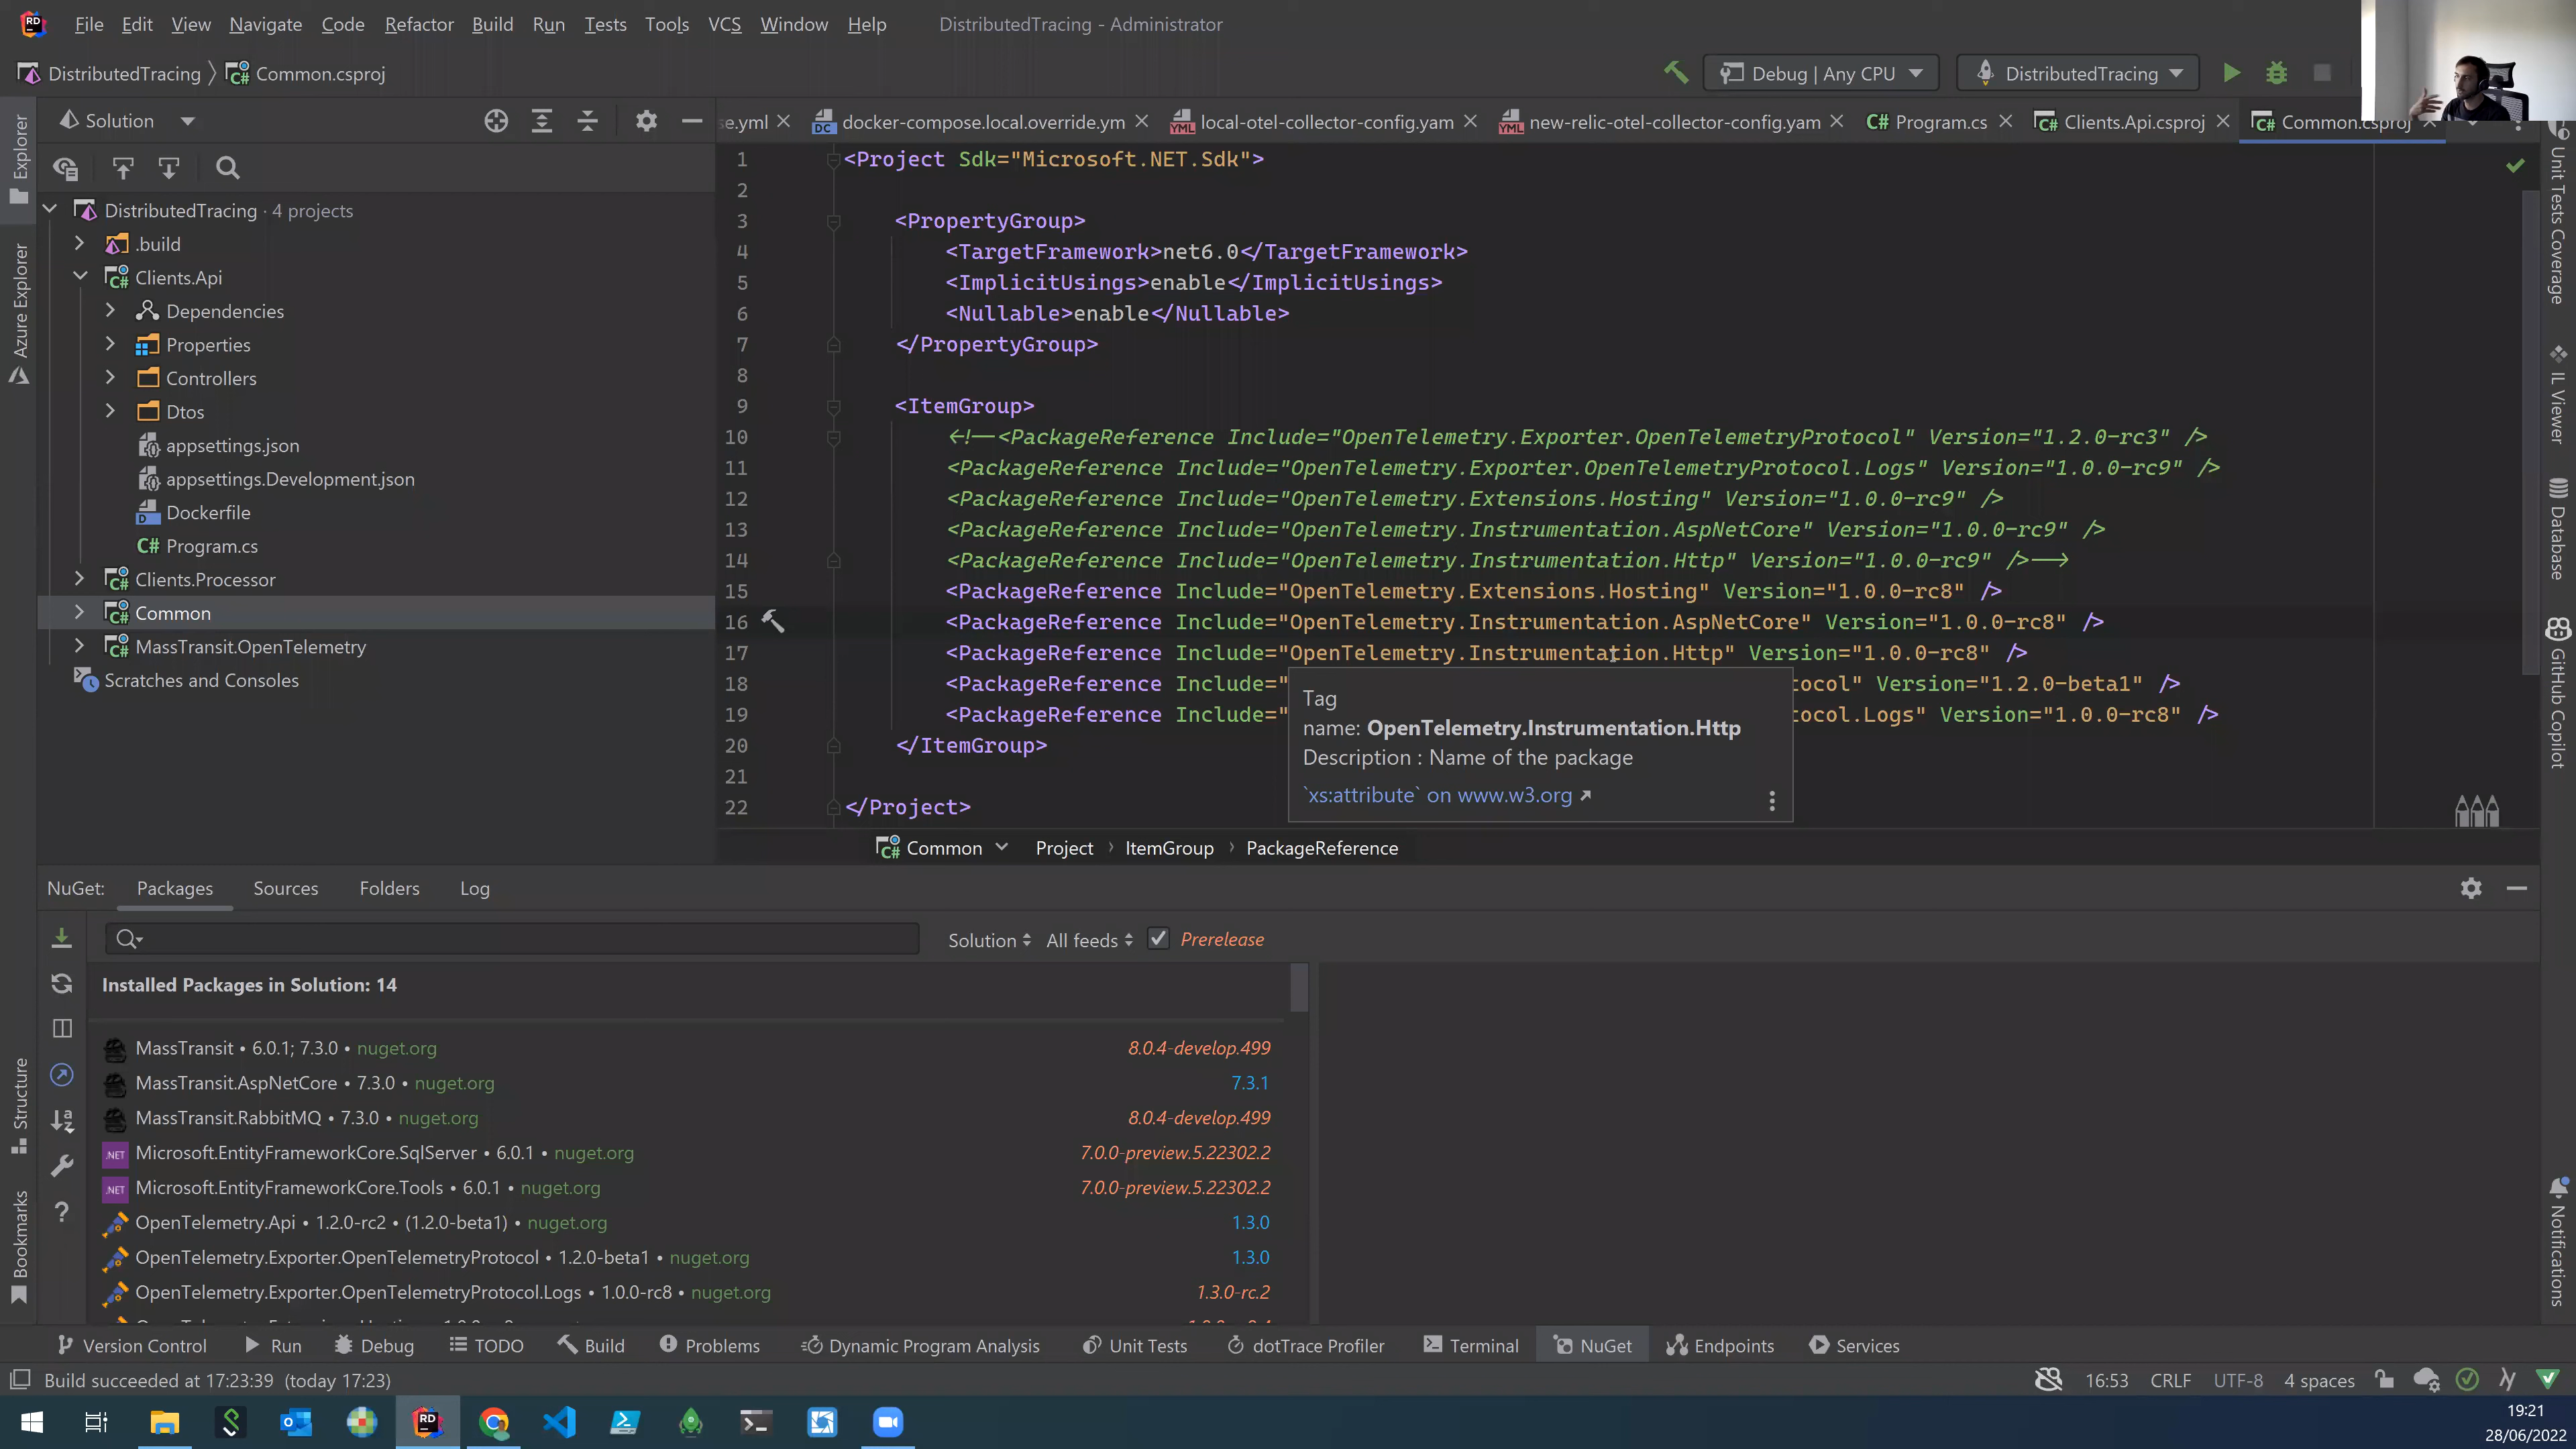 File Edit View Navigate Code Refactor Build Run Tests Tools VCS Window Help DistributedTracing - Administrator
DistributedTracing Common.csproj Debug | Any CPU DistributedTracing
Solution
se.yml docker-compose.local.override.ym local-otel-collector-config.yam new-relic-otel-collector-config.yam Program.cs Clients.Api.csproj Common.csproj
Explorer
Azure Explorer
Structure
Bookmarks
DistributedTracing · 4 projects
.build
Clients.Api
Dependencies
Properties
Controllers
Dtos
appsettings.json
appsettings.Development.json
Dockerfile
Program.cs
Clients.Processor
Common
MassTransit.OpenTelemetry
Scratches and Consoles
1 <Project Sdk="Microsoft.NET.Sdk">
2
3 <PropertyGroup>
4 <TargetFramework>net6.0</TargetFramework>
5 <ImplicitUsings>enable</ImplicitUsings>
6 <Nullable>enable</Nullable>
7 </PropertyGroup>
8
9 <ItemGroup>
10 <!--<PackageReference Include="OpenTelemetry.Exporter.OpenTelemetryProtocol" Version="1.2.0-rc3" />
11 <PackageReference Include="OpenTelemetry.Exporter.OpenTelemetryProtocol.Logs" Version="1.0.0-rc9" />
12 <PackageReference Include="OpenTelemetry.Extensions.Hosting" Version="1.0.0-rc9" />
13 <PackageReference Include="OpenTelemetry.Instrumentation.AspNetCore" Version="1.0.0-rc9" />
14 <PackageReference Include="OpenTelemetry.Instrumentation.Http" Version="1.0.0-rc9" />-->
15 <PackageReference Include="OpenTelemetry.Extensions.Hosting" Version="1.0.0-rc8" />
16 <PackageReference Include="OpenTelemetry.Instrumentation.AspNetCore" Version="1.0.0-rc8" />
17 <PackageReference Include="OpenTelemetry.Instrumentation.Http" Version="1.0.0-rc8" />
18 <PackageReference Include=" ocol" Version="1.2.0-beta1" />
19 <PackageReference Include=" ocol.Logs" Version="1.0.0-rc8" />
20 </ItemGroup>
21
22 </Project>
Tag
name: OpenTelemetry.Instrumentation.Http
Description : Name of the package
`xs:attribute` on www.w3.org
Common Project ItemGroup PackageReference
Unit Tests Coverage
IL Viewer
Database
GitHub Copilot
Notifications
NuGet: Packages Sources Folders Log
Solution All feeds Prerelease
Installed Packages in Solution: 14
MassTransit • 6.0.1; 7.3.0 • nuget.org 8.0.4-develop.499
MassTransit.AspNetCore • 7.3.0 • nuget.org 7.3.1
MassTransit.RabbitMQ • 7.3.0 • nuget.org 8.0.4-develop.499
Microsoft.EntityFrameworkCore.SqlServer • 6.0.1 • nuget.org 7.0.0-preview.5.22302.2
Microsoft.EntityFrameworkCore.Tools • 6.0.1 • nuget.org 7.0.0-preview.5.22302.2
OpenTelemetry.Api • 1.2.0-rc2 • (1.2.0-beta1) • nuget.org 1.3.0
OpenTelemetry.Exporter.OpenTelemetryProtocol • 1.2.0-beta1 • nuget.org 1.3.0
OpenTelemetry.Exporter.OpenTelemetryProtocol.Logs • 1.0.0-rc8 • nuget.org 1.3.0-rc.2
Version Control Run Debug TODO Build Problems Dynamic Program Analysis Unit Tests dotTrace Profiler Terminal NuGet Endpoints Services
Build succeeded at 17:23:39 (today 17:23) 16:53 CRLF UTF-8 4 spaces
19:21
28/06/2022